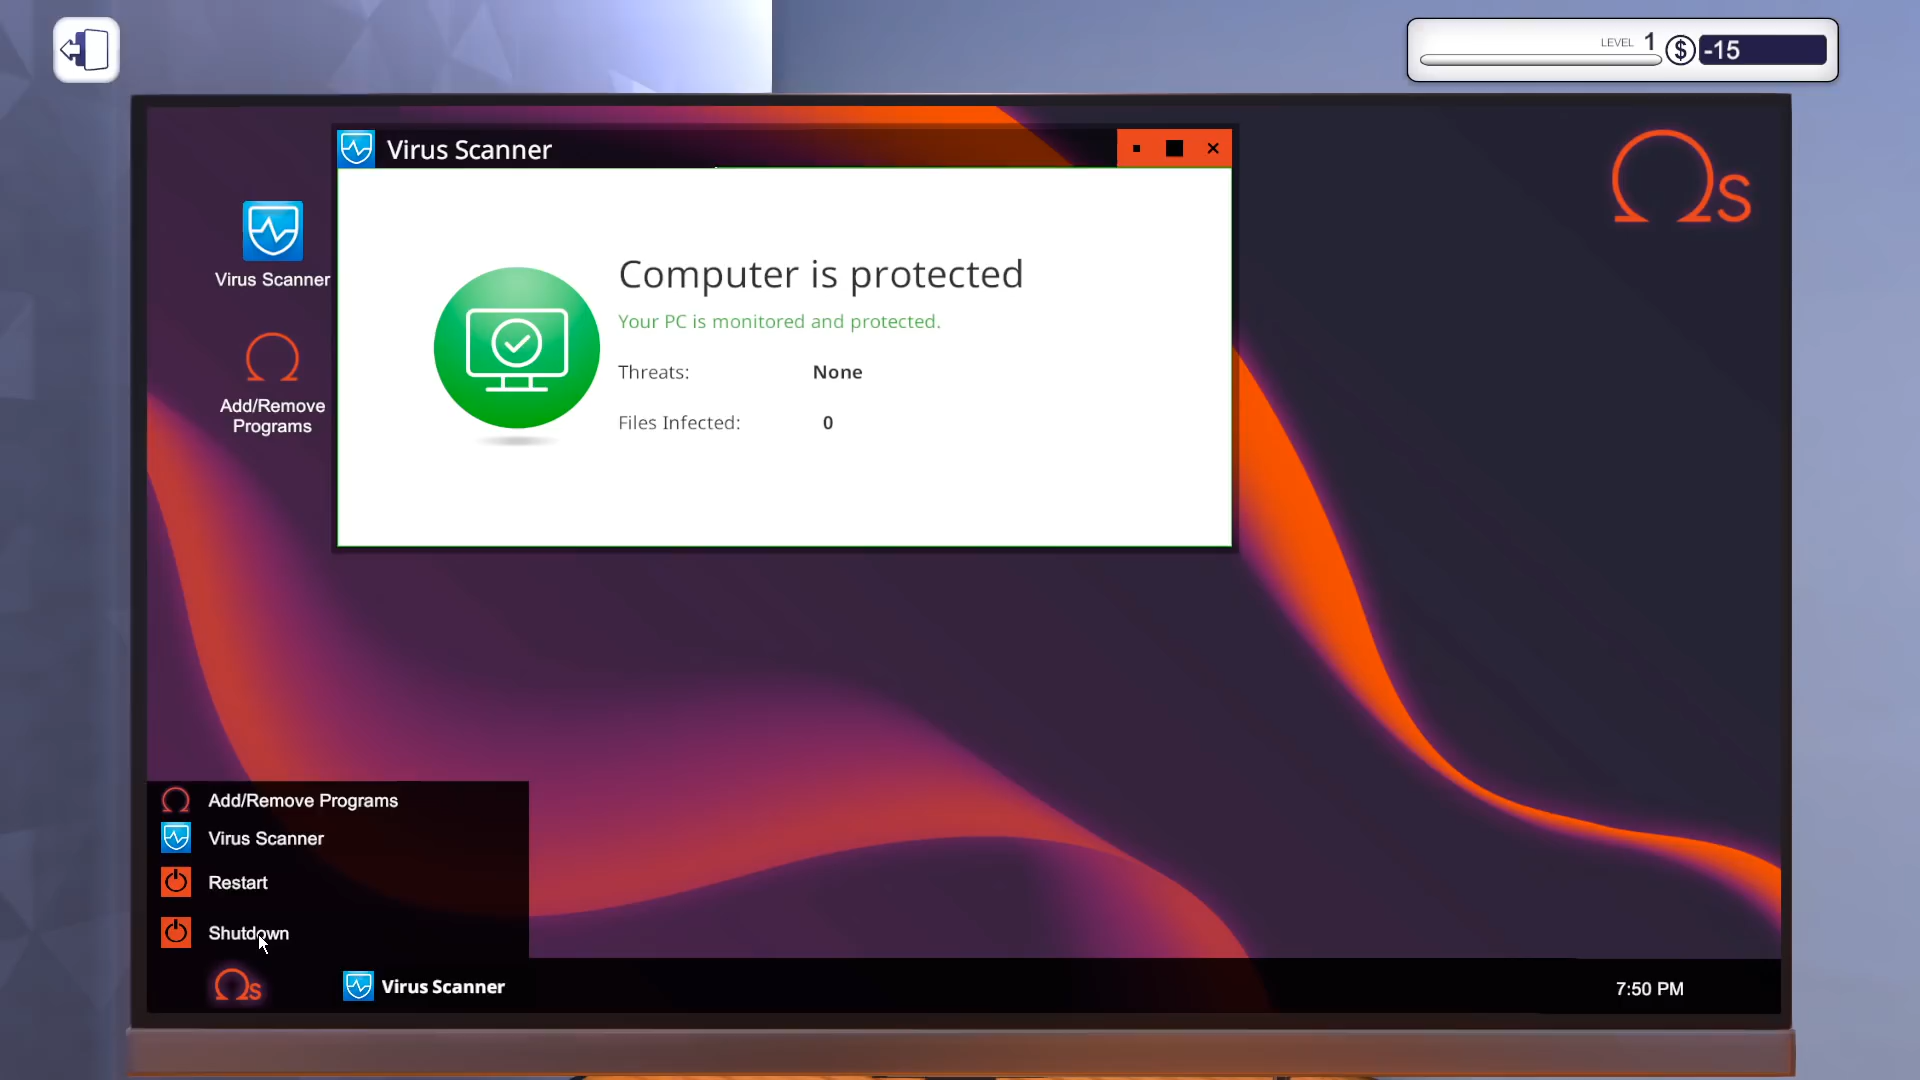 LEVEL 1 $ -15
Virus Scanner
Ωs
Virus Scanner
Computer is protected
Your PC is monitored and protected.
Threats: None
Files Infected: 0
Add/Remove
Programs
Add/Remove Programs
Virus Scanner
Restart
Shutdown
Ωs
Virus Scanner
7:50 PM